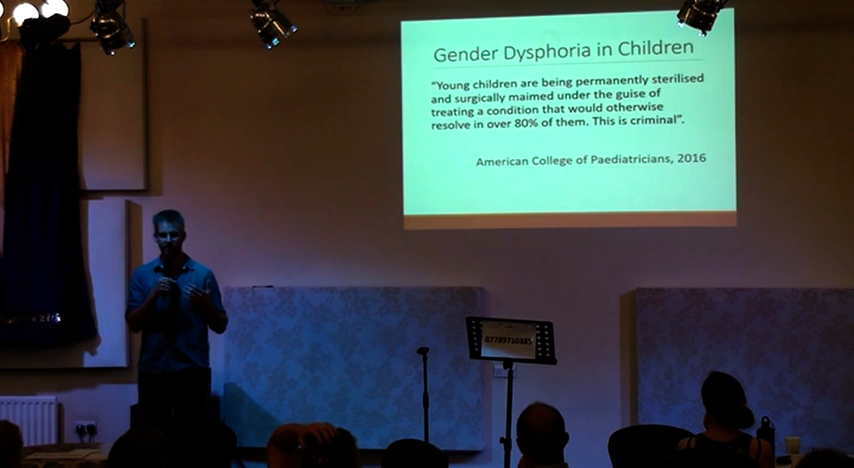 Gender Dysphoria in Children
“Young children are being permanently sterilised
and surgically maimed under the guise of
treating a condition that would otherwise
resolve in over 80% of them. This is criminal”.
American College of Paediatricians, 2016
07789710385